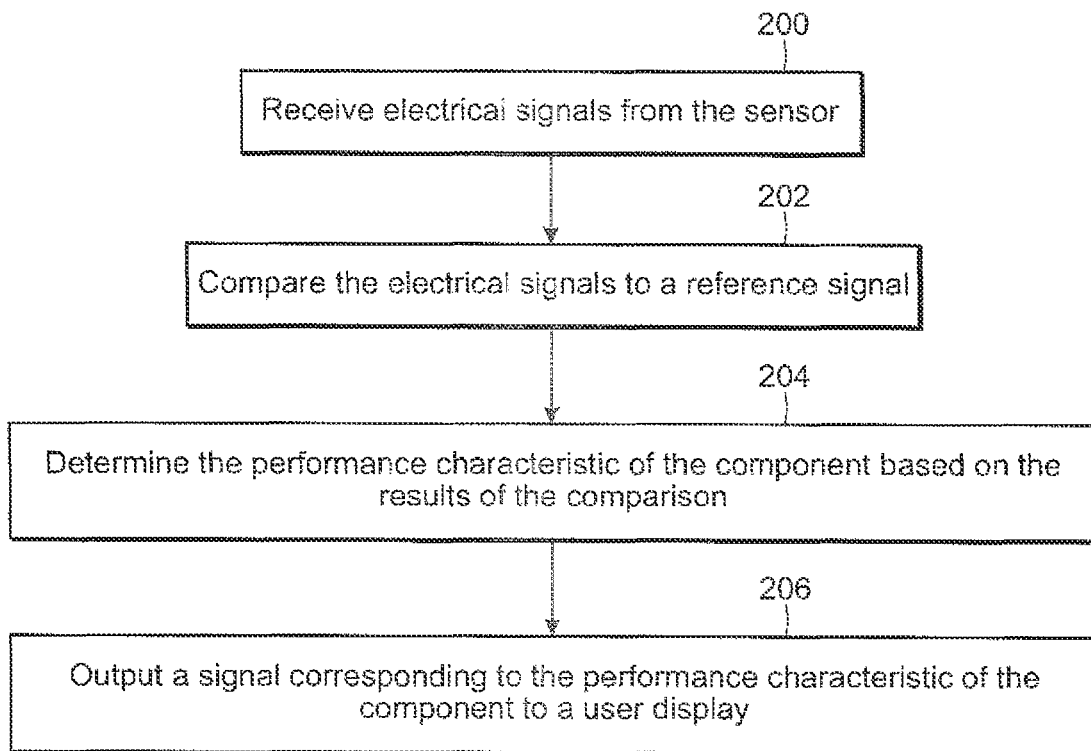 200
Receive electrical signals from the sensor
202
Compare the electrical signals to a reference signal
204
Determine the performance characteristic of the component based on the
results of the comparison
206
Output a signal corresponding to the performance characteristic of the
component to a user display